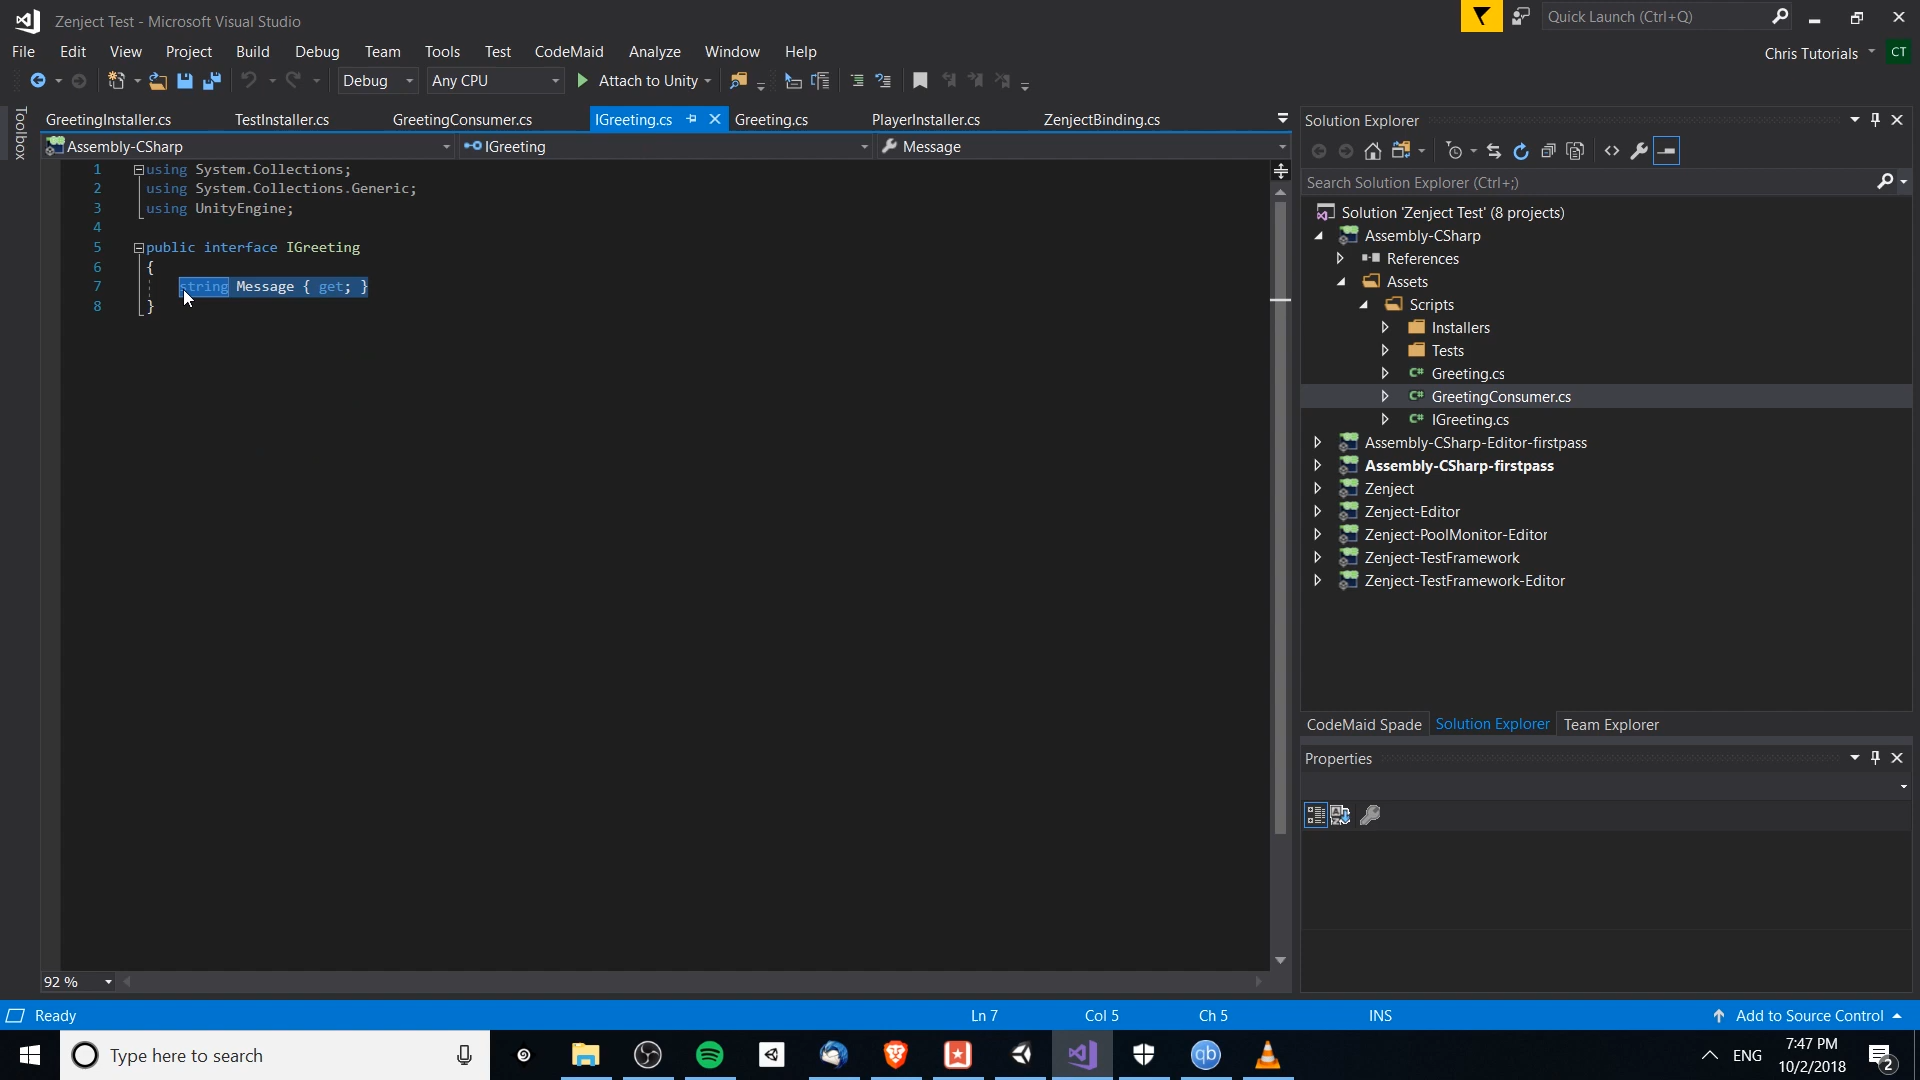 Zenject Test - Microsoft Visual Studio
Quick Launch (Ctrl+Q)
File Edit View Project Build Debug Team Tools Test CodeMaid Analyze Window Help
Chris Tutorials CT
Debug Any CPU Attach to Unity
Toolbox
GreetingInstaller.cs TestInstaller.cs GreetingConsumer.cs IGreeting.cs Greeting.cs PlayerInstaller.cs ZenjectBinding.cs
Assembly-CSharp IGreeting Message
1 using System.Collections;
2 using System.Collections.Generic;
3 using UnityEngine;
4
5 public interface IGreeting
6 {
7 string Message { get; }
8 }
92 %
Solution Explorer
Search Solution Explorer (Ctrl+;)
Solution 'Zenject Test' (8 projects)
Assembly-CSharp
References
Assets
Scripts
Installers
Tests
C# Greeting.cs
C# GreetingConsumer.cs
C# IGreeting.cs
Assembly-CSharp-Editor-firstpass
Assembly-CSharp-firstpass
Zenject
Zenject-Editor
Zenject-PoolMonitor-Editor
Zenject-TestFramework
Zenject-TestFramework-Editor
CodeMaid Spade Solution Explorer Team Explorer
Properties
Ready Ln 7 Col 5 Ch 5 INS Add to Source Control
Type here to search
qb
ENG
7:47 PM
10/2/2018
2